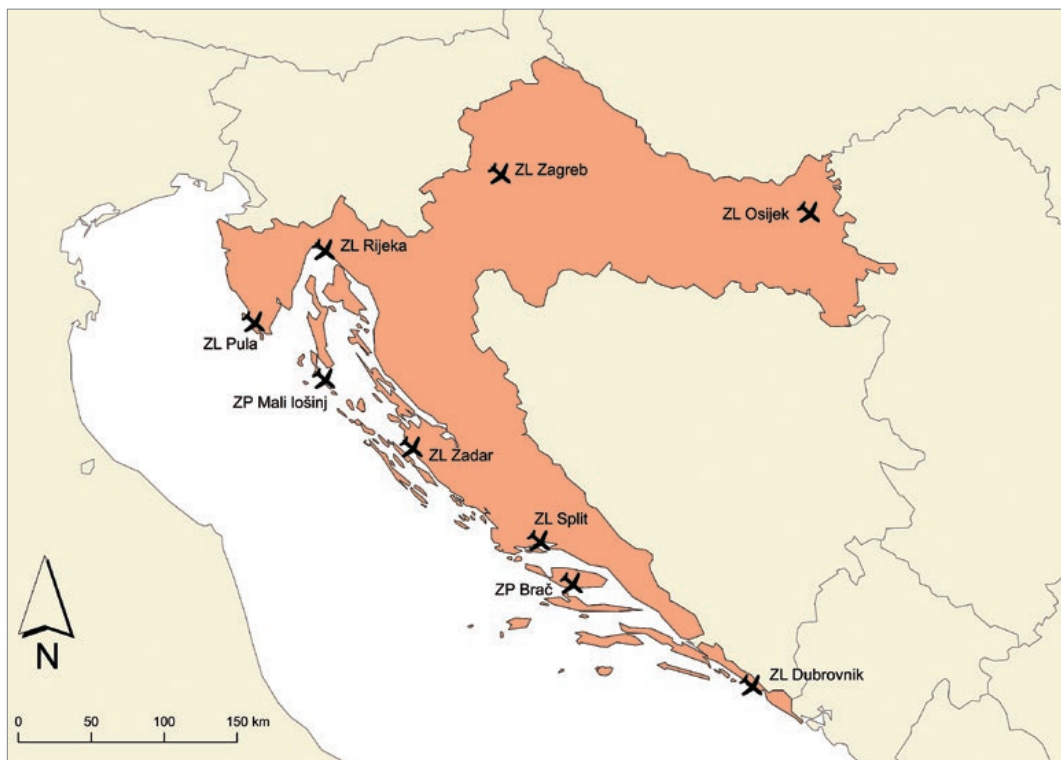 ZL Zagreb
ZL Osijek
ZL Rijeka
ZL Pula
ZP Mali lošinj
ZL Zadar
ZL Split
ZP Brač
ZL Dubrovnik
N
0 50 100 150 km